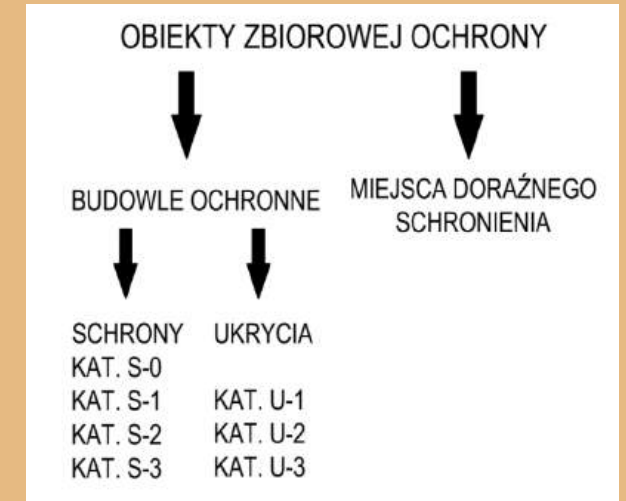 OBIEKTY ZBIOROWEJ OCHRONY
BUDOWLE OCHRONNE
MIEJSCA DORAŹNEGO
SCHRONIENIA
SCHRONY
KAT. S-0
KAT. S-1
KAT. S-2
KAT. S-3
UKRYCIA
KAT. U-1
KAT. U-2
KAT. U-3